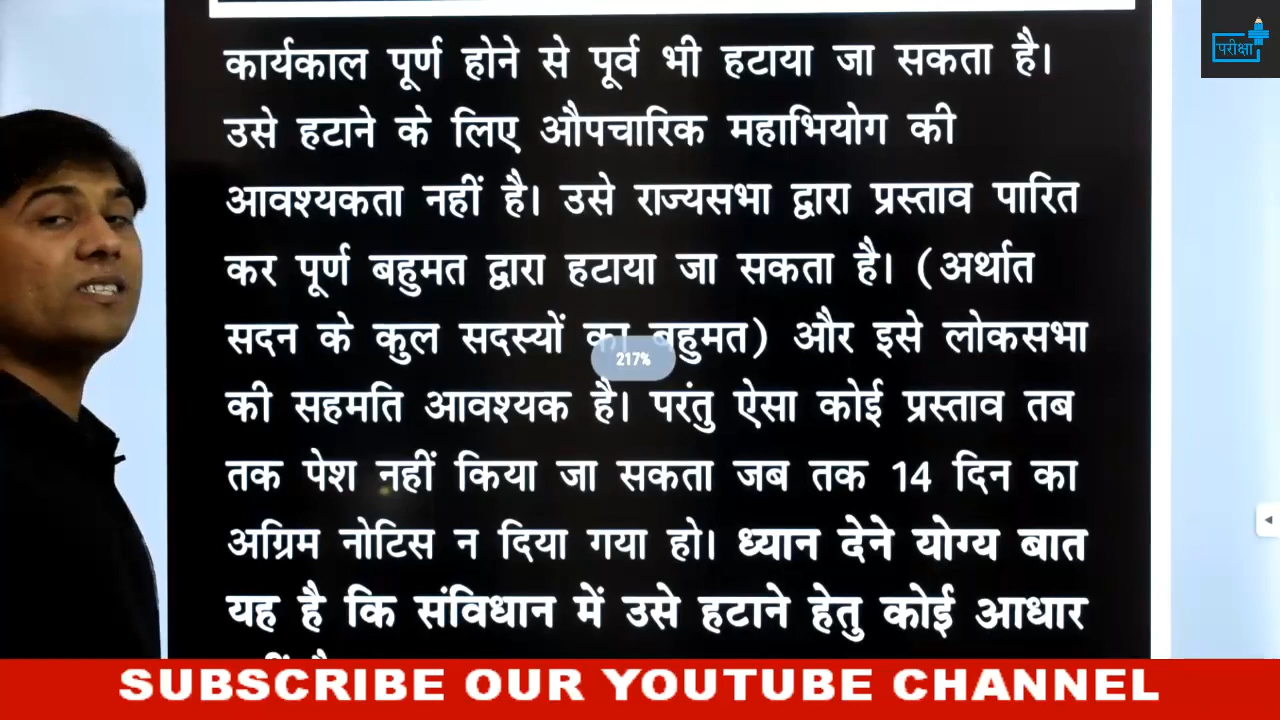 परीक्षा
कार्यकाल पूर्ण होने से पूर्व भी हटाया जा सकता है।
उसे हटाने के लिए औपचारिक महाभियोग की
आवश्यकता नहीं है। उसे राज्यसभा द्वारा प्रस्ताव पारित
कर पूर्ण बहुमत द्वारा हटाया जा सकता है। (अर्थात
सदन के कुल सदस्यों का बहुमत) और इसे लोकसभा
217%
की सहमति आवश्यक है। परंतु ऐसा कोई प्रस्ताव तब
तक पेश नहीं किया जा सकता जब तक 14 दिन का
अग्रिम नोटिस न दिया गया हो। ध्यान देने योग्य बात
यह है कि संविधान में उसे हटाने हेतु कोई आधार
SUBSCRIBE OUR YOUTUBE CHANNEL